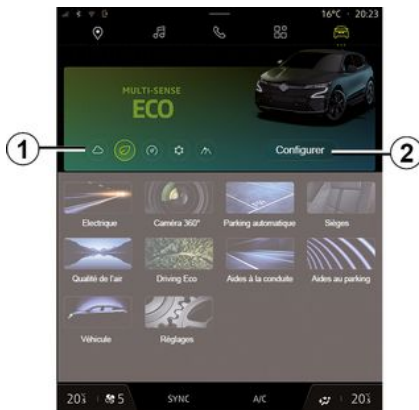 16°C · 20:23
MULTI-SENSE
ECO
1
Configurer
2
Electrique
Caméra 360°
Parking automatique
Sièges
Qualité de l'air
Driving Eco
Aides à la conduite
Aides au parking
Véhicule
Réglages
5
SYNC
A/C